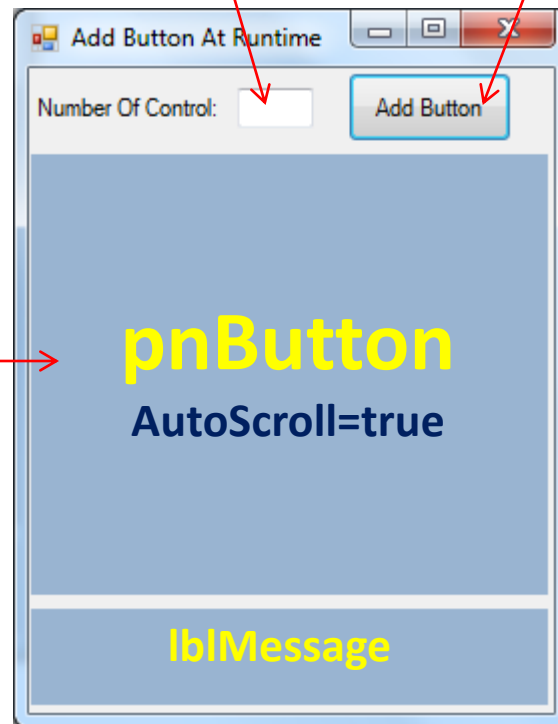 Add Button At Runtime
Number Of Control: Add Button
pnButton
AutoScroll=true
lblMessage